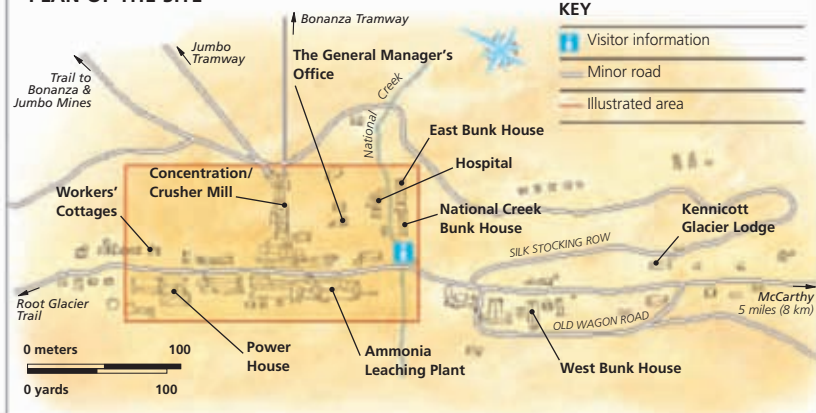 PLAN OF THE SITE
KEY
Visitor information
Minor road
Illustrated area
Bonanza Tramway
Jumbo
Tramway
Trail to
Bonanza &
Jumbo Mines
The General Manager's
Office
National Creek
East Bunk House
Hospital
Concentration/
Crusher Mill
Workers'
Cottages
National Creek
Bunk House
Kennicott
Glacier Lodge
SILK STOCKING ROW
Root Glacier
Trail
McCarthy
5 miles (8 km)
OLD WAGON ROAD
Power
House
Ammonia
Leaching Plant
West Bunk House
0 meters 100
0 yards 100